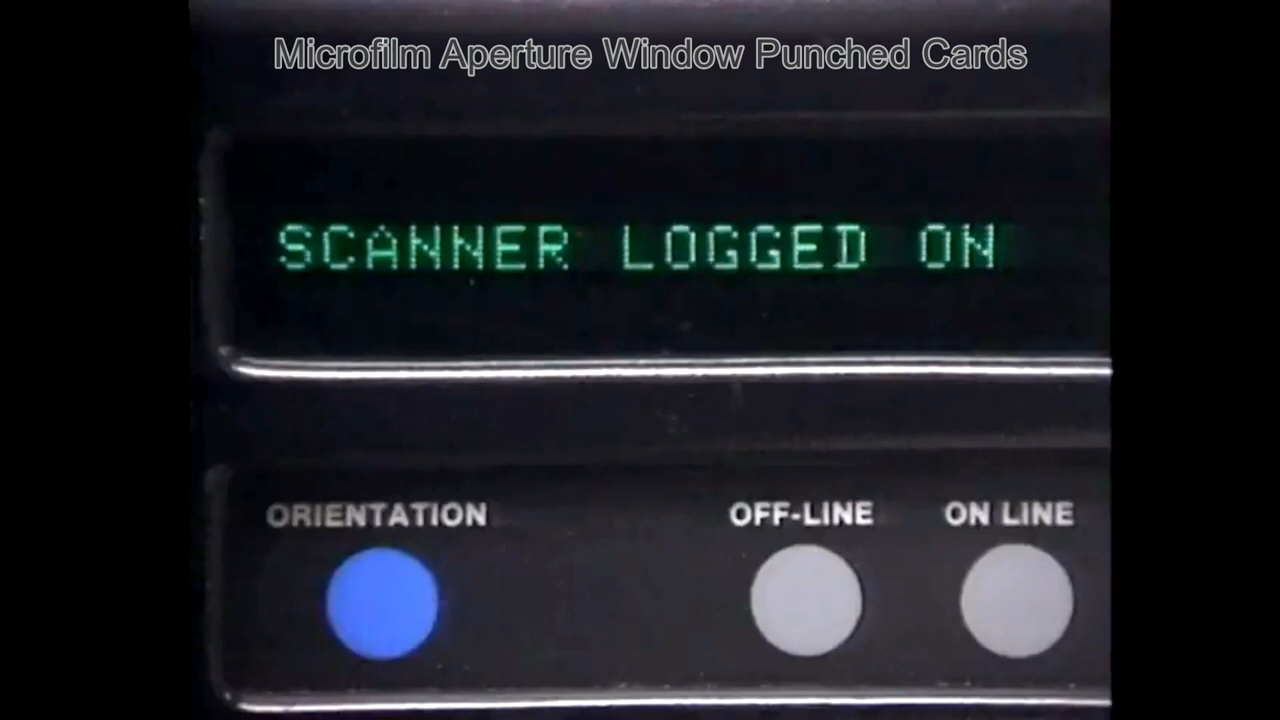 Microfilm Aperture Window Punched Cards
SCANNER LOGGED ON
ORIENTATION
OFF-LINE
ON LINE